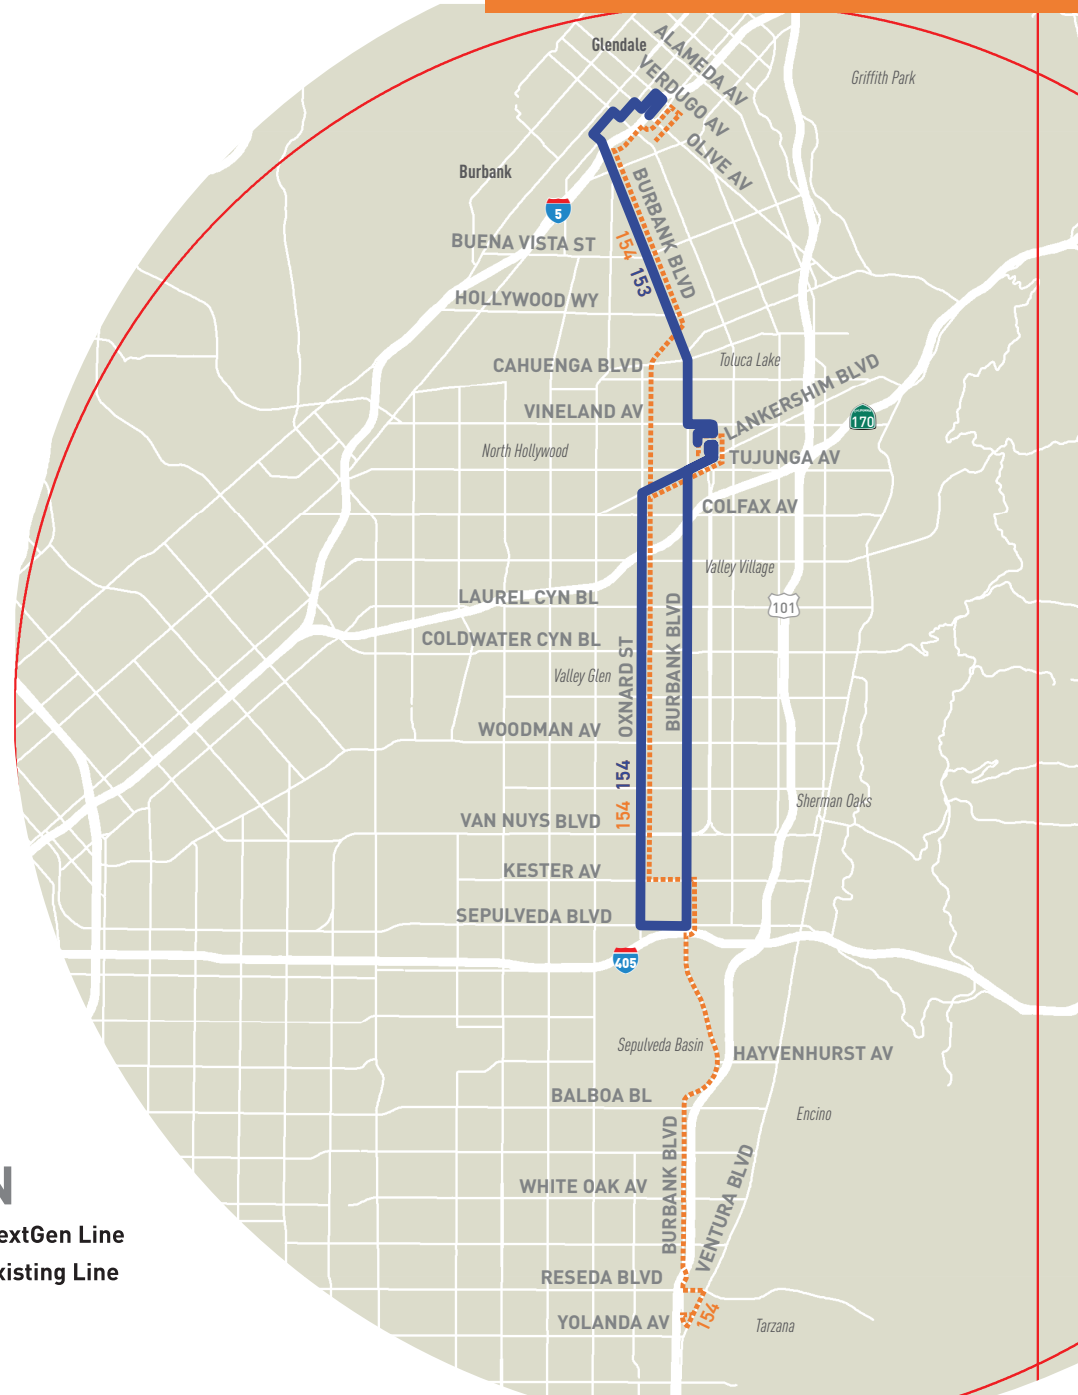 Glendale
ALAMEDA AV
Griffith Park
VERDUGO AV
OLIVE AV
Burbank
BURBANK BLVD
5
154
153
BUENA VISTA ST
HOLLYWOOD WY
CAHUENGA BLVD
Toluca Lake
LANKERSHIM BLVD
VINELAND AV
CALIFORNIA
170
North Hollywood
TUJUNGA AV
COLFAX AV
Valley Village
LAUREL CYN BL
101
COLDWATER CYN BL
OXNARD ST
BURBANK BLVD
Valley Glen
WOODMAN AV
154 154
Sherman Oaks
VAN NUYS BLVD
KESTER AV
SEPULVEDA BLVD
405
Sepulveda Basin
HAYVENHURST AV
BALBOA BL
Encino
BURBANK BLVD
VENTURA BLVD
N
WHITE OAK AV
extGen Line
xisting Line
RESEDA BLVD
154
YOLANDA AV
Tarzana